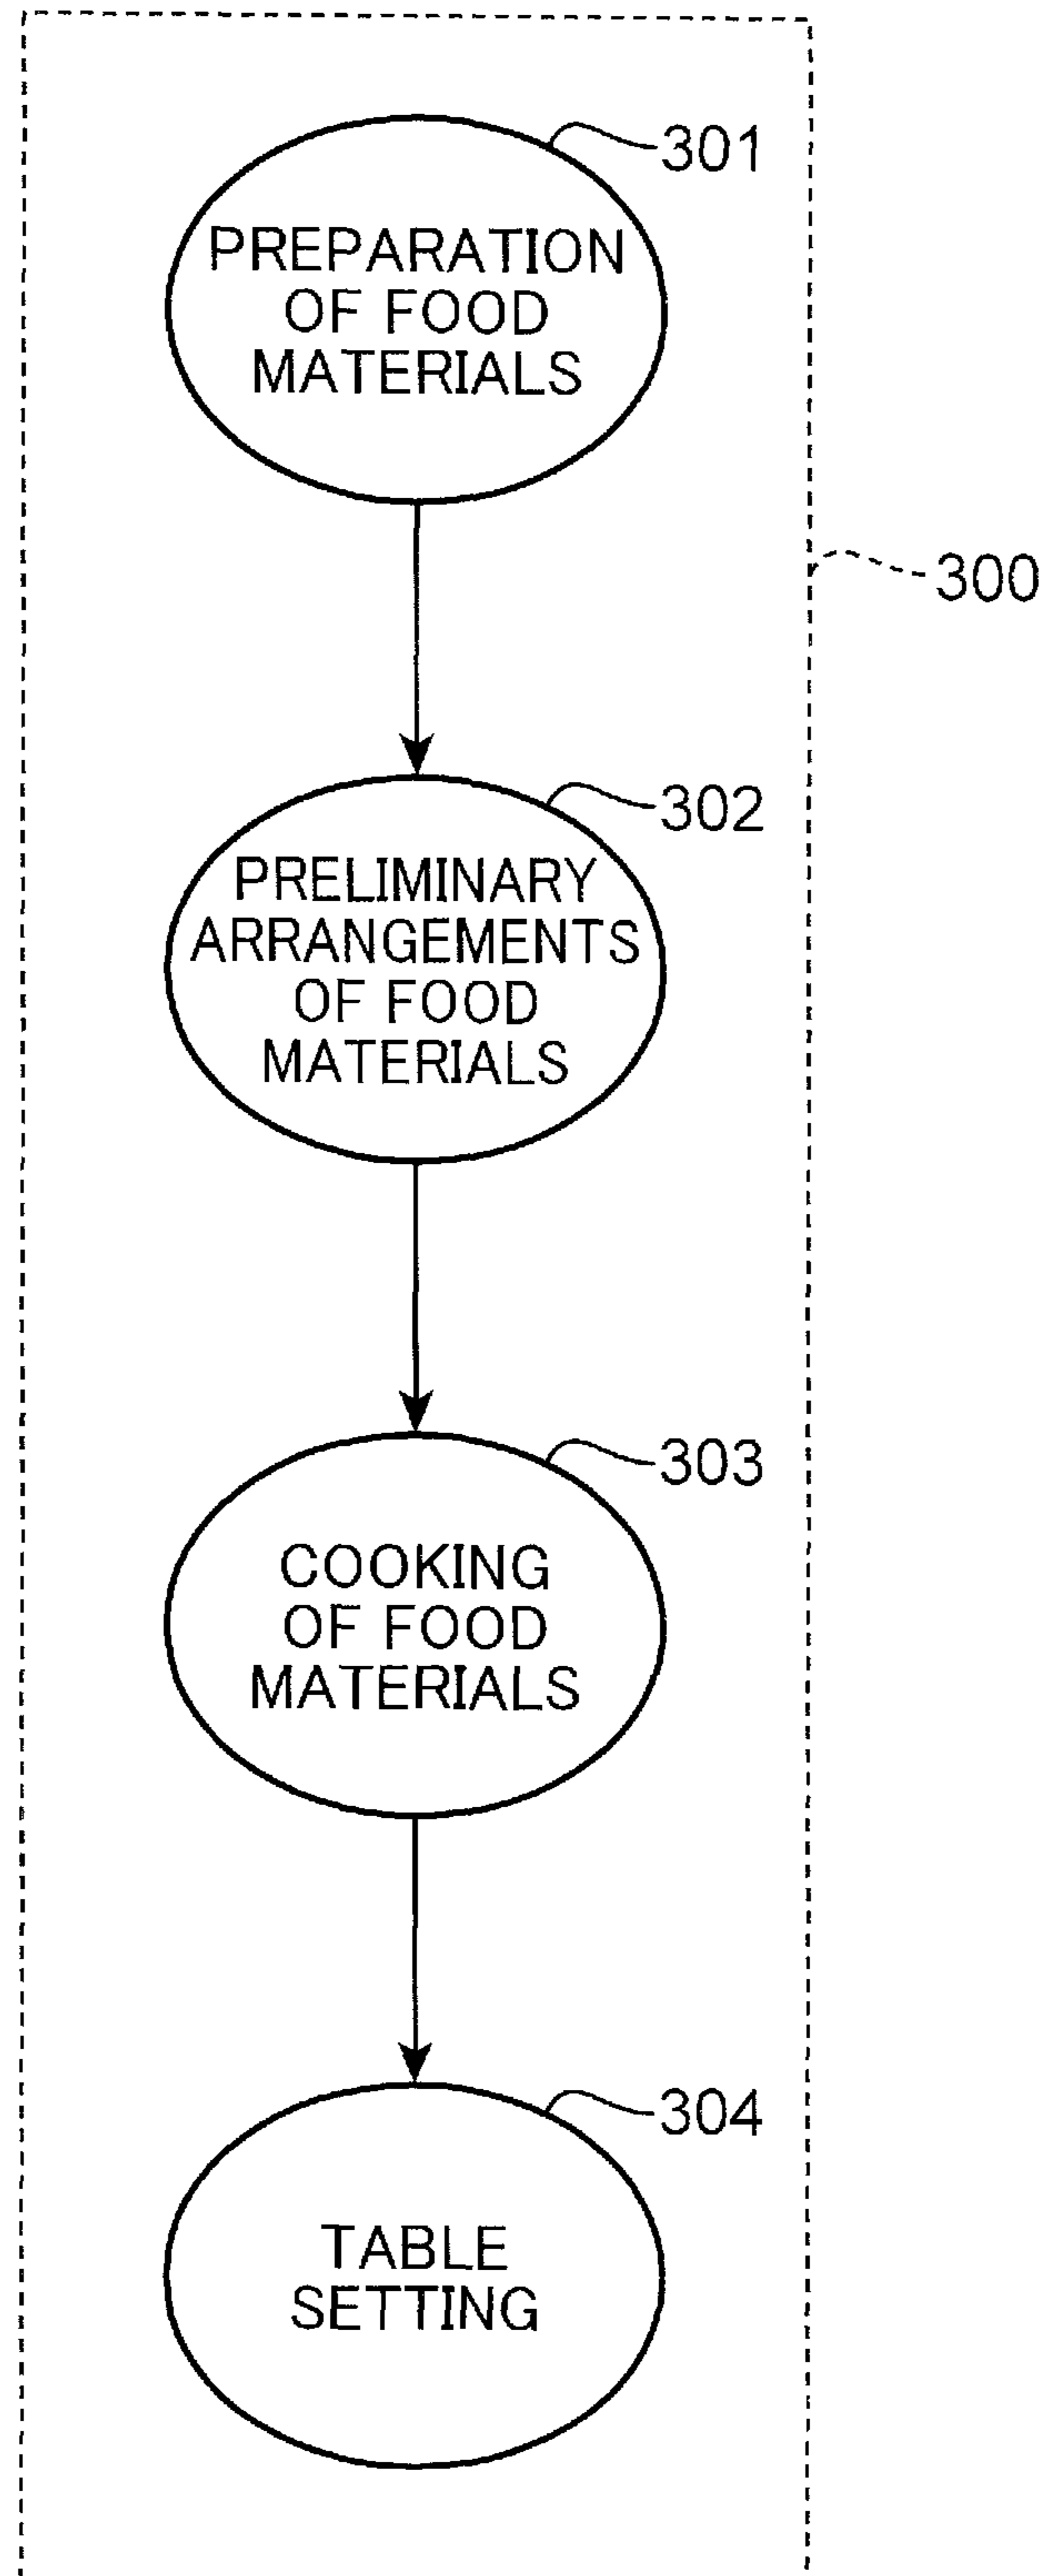 301
PREPARATION
OF FOOD
MATERIALS
300
302
PRELIMINARY
ARRANGEMENTS
OF FOOD
MATERIALS
303
COOKING
OF FOOD
MATERIALS
304
TABLE
SETTING